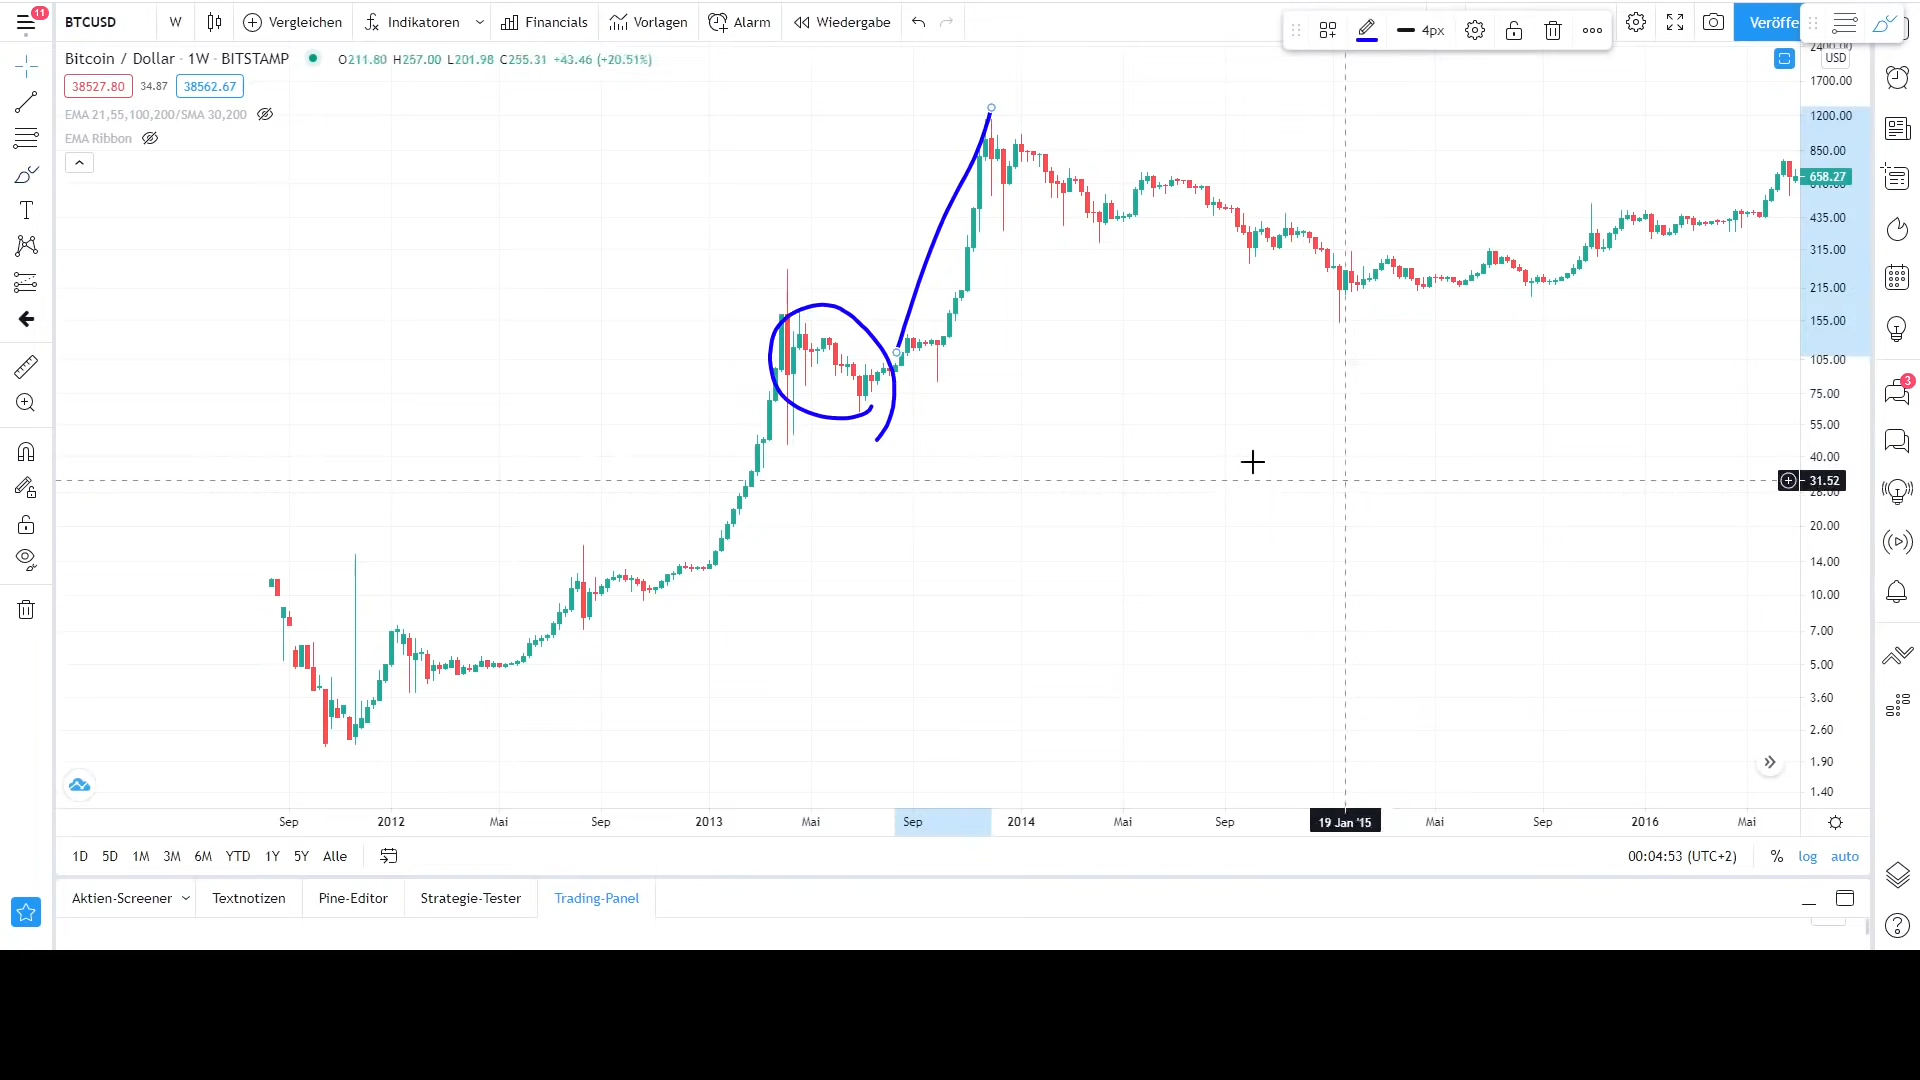 11
BTCUSD W Vergleichen Indikatoren Financials Vorlagen Alarm Wiedergabe 4px Veröffe
Bitcoin / Dollar · 1W · BITSTAMP O211.80 H257.00 L201.98 C255.31 +43.46 (+20.51%)
USD
38527.80 34.87 38562.67
EMA 21,55,100,200/SMA 30,200
EMA Ribbon
1700.00
1200.00
850.00
658.27
435.00
315.00
215.00
155.00
105.00
75.00
55.00
40.00
31.52
28.00
20.00
14.00
10.00
7.00
5.00
3.60
2.60
1.90
1.40
3
Sep 2012 Mai Sep 2013 Mai Sep 2014 Mai Sep 19 Jan '15 Mai Sep 2016 Mai
1D 5D 1M 3M 6M YTD 1Y 5Y Alle 00:04:53 (UTC+2) % log auto
Aktien-Screener Textnotizen Pine-Editor Strategie-Tester Trading-Panel